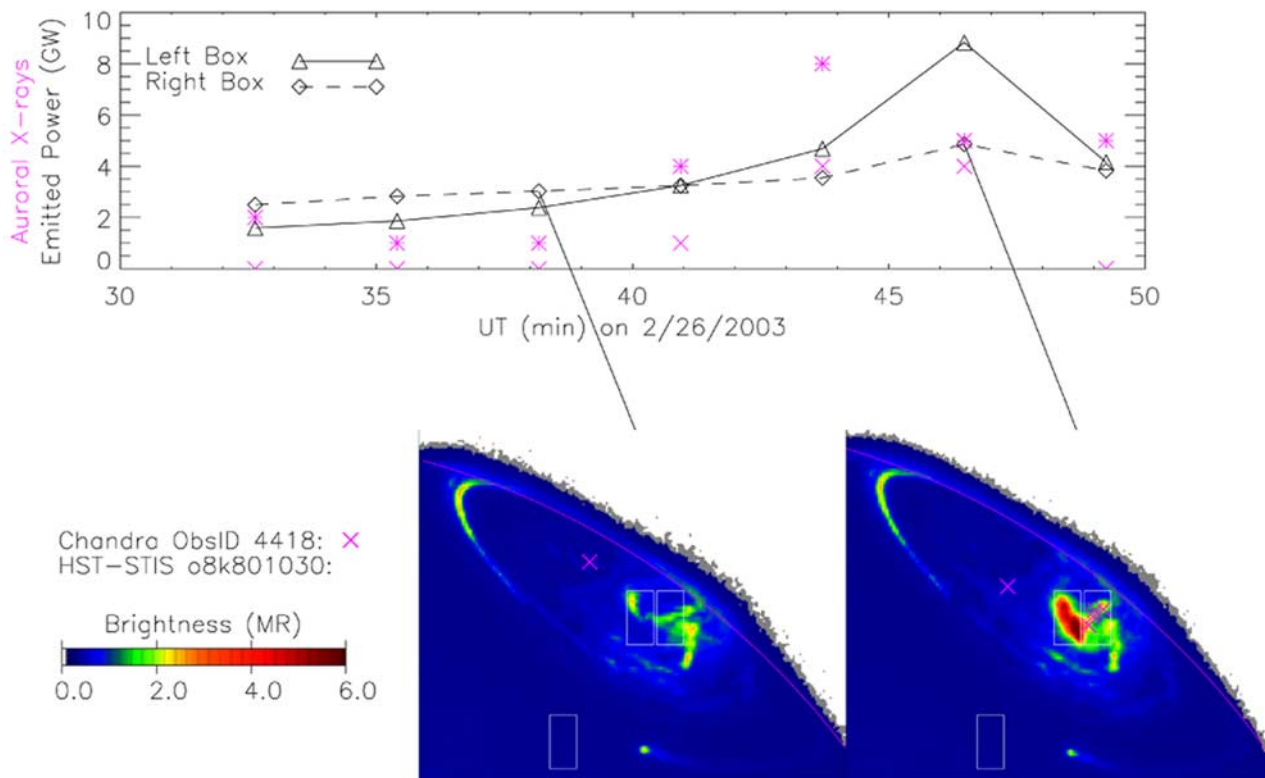 10
8
6
4
2
0
Auroral X-rays
Emitted Power (GW)
Left Box
Right Box
30 35 40 45 50
UT (min) on 2/26/2003
Chandra ObsID 4418:
HST-STIS o8k801030:
Brightness (MR)
0.0 2.0 4.0 6.0